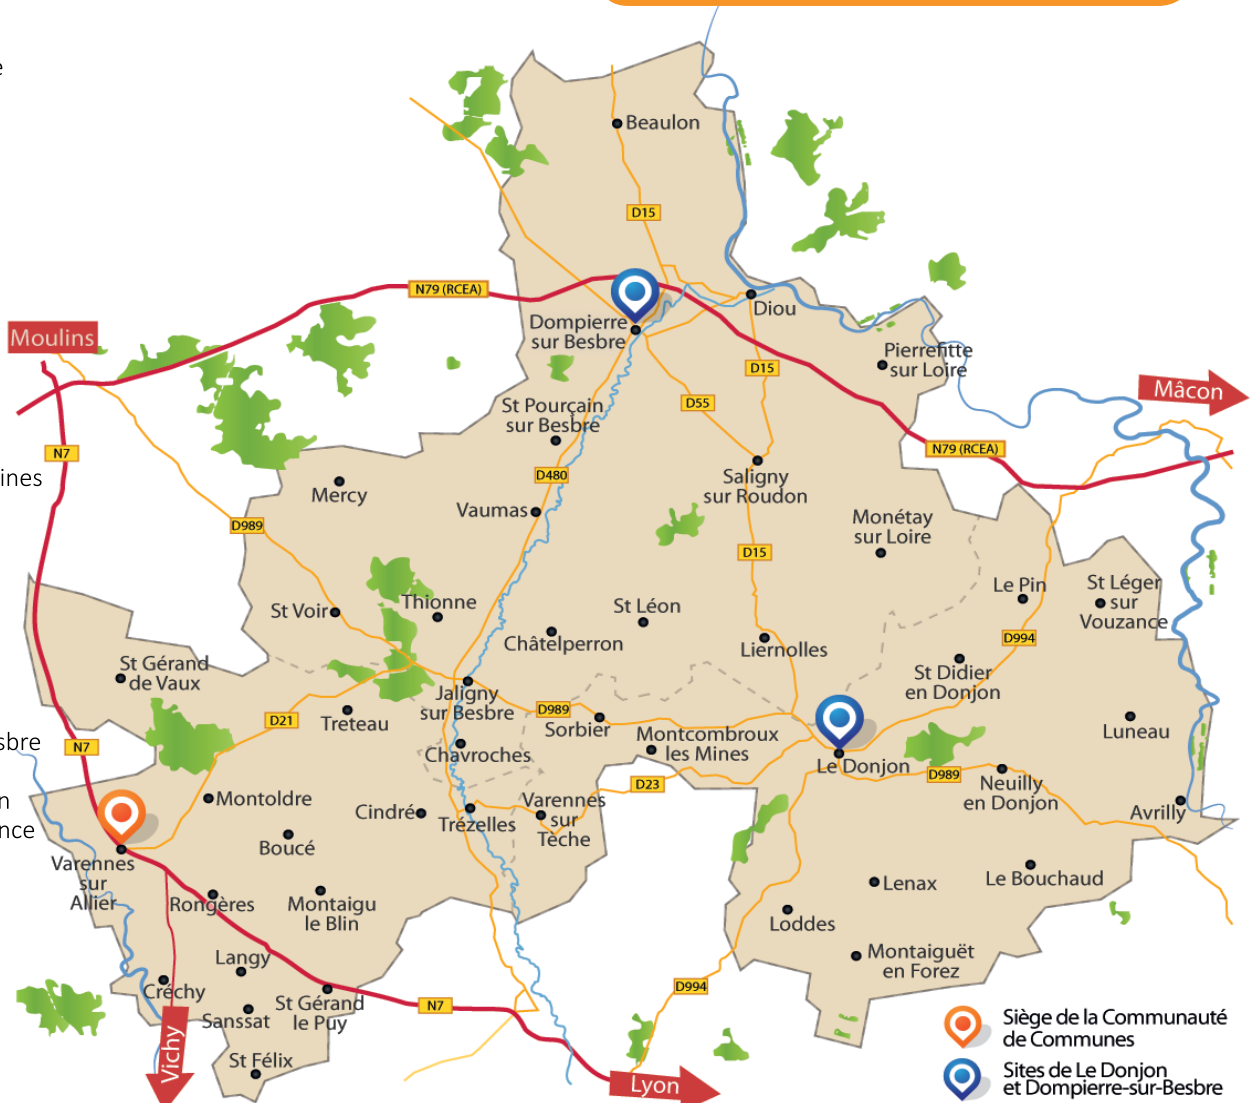 e
Beaulon
D15
N79 (RCEA)
Moulins
Diou
Dompierre
sur Besbre
Pierrefitte
sur Loire
D15
Mâcon
D55
St Pourçain
sur Besbre
N7
N79 (RCEA)
ines
D480
Saligny
sur Roudon
Mercy
Vaumas
Monétay
sur Loire
D989
D15
Le Pin
St Léger
sur
Vouzance
St Voir
Thionne
St Léon
Châtelperron
Liernolles
D994
St Gérand
de Vaux
St Didier
en Donjon
Jaligny
sur Besbre
D21
Treteau
D989
Sorbier
Montcombroux
les Mines
Luneau
sbre
N7
Chavroches
Le Donjon
D989
Neuilly
en Donjon
D23
n
Montoldre
Cindré
Trézelles
Varennes
sur
Tèche
Avrilly
ance
Boucé
Varennes
sur
Allier
Rongères
Montaigu
le Blin
Lenax
Le Bouchaud
Loddes
Langy
Montaiguët
en Forez
Créchy
St Gérand
le Puy
D994
N7
Sanssat
Vichy
St Félix
Lyon
Siège de la Communauté
de Communes
Sites de Le Donjon
et Dompierre-sur-Besbre